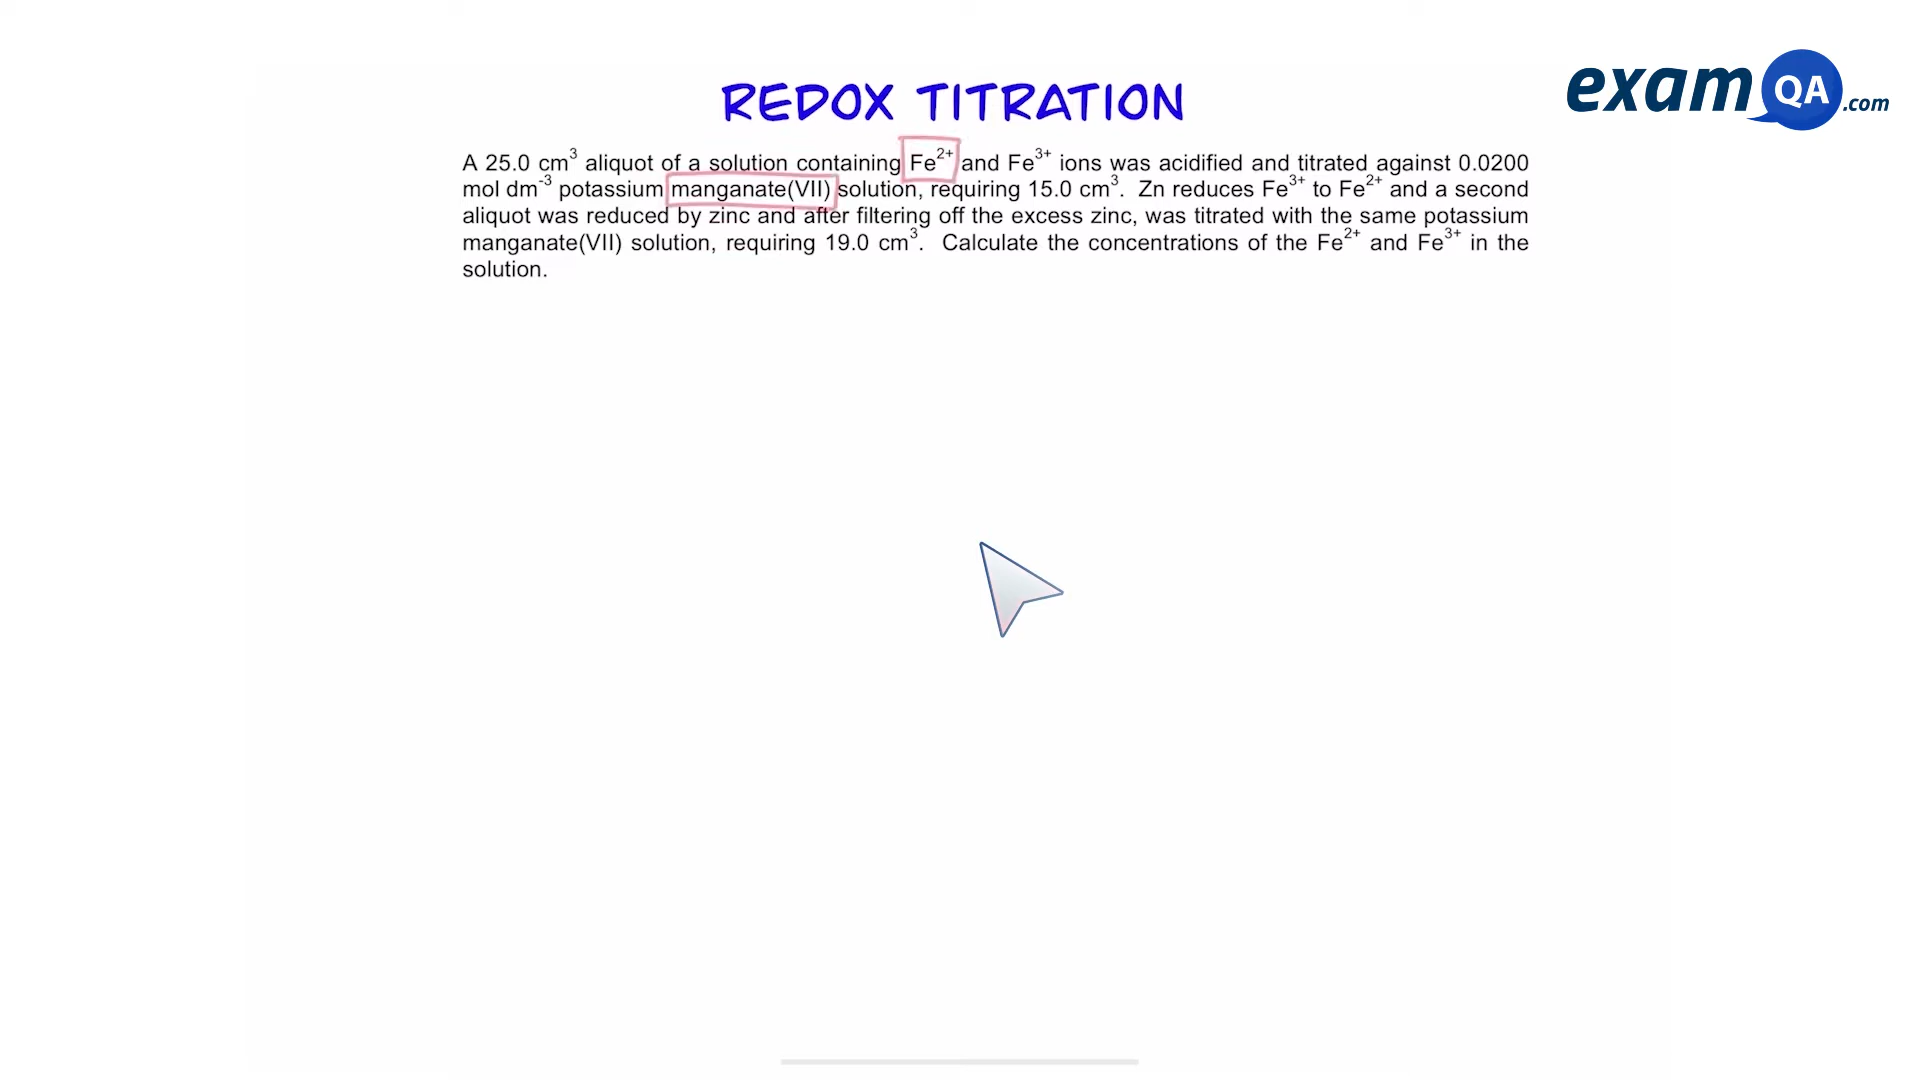 examQA.com
REDOX TITRATION
A 25.0 cm³ aliquot of a solution containing Fe²⁺ and Fe³⁺ ions was acidified and titrated against 0.0200
mol dm⁻³ potassium manganate(VII) solution, requiring 15.0 cm³. Zn reduces Fe³⁺ to Fe²⁺ and a second
aliquot was reduced by zinc and after filtering off the excess zinc, was titrated with the same potassium
manganate(VII) solution, requiring 19.0 cm³. Calculate the concentrations of the Fe²⁺ and Fe³⁺ in the
solution.